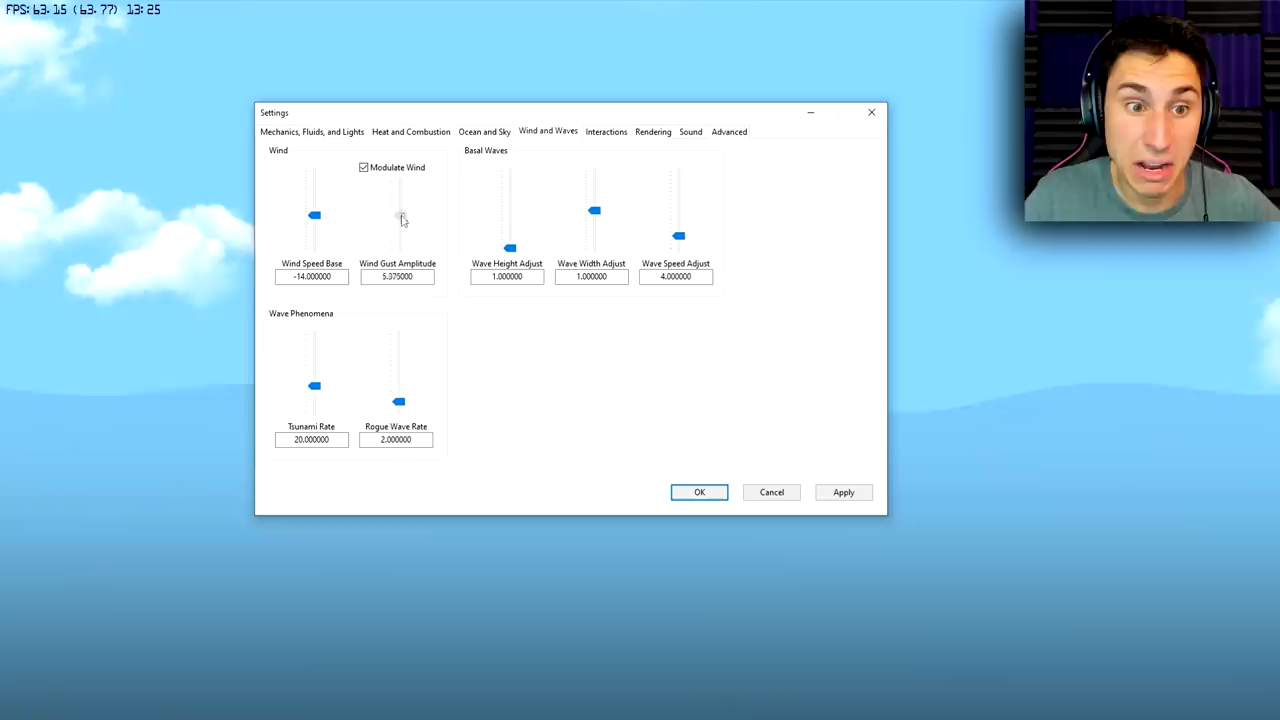 FPS: 63.15 (63.77) 13:25
Settings
Mechanics, Fluids, and Lights Heat and Combustion Ocean and Sky Wind and Waves Interactions Rendering Sound Advanced
Wind
Modulate Wind
Wind Speed Base Wind Gust Amplitude
-14.000000 5.375000
Basal Waves
Wave Height Adjust Wave Width Adjust Wave Speed Adjust
1.000000 1.000000 4.000000
Wave Phenomena
Tsunami Rate Rogue Wave Rate
20.000000 2.000000
OK Cancel Apply